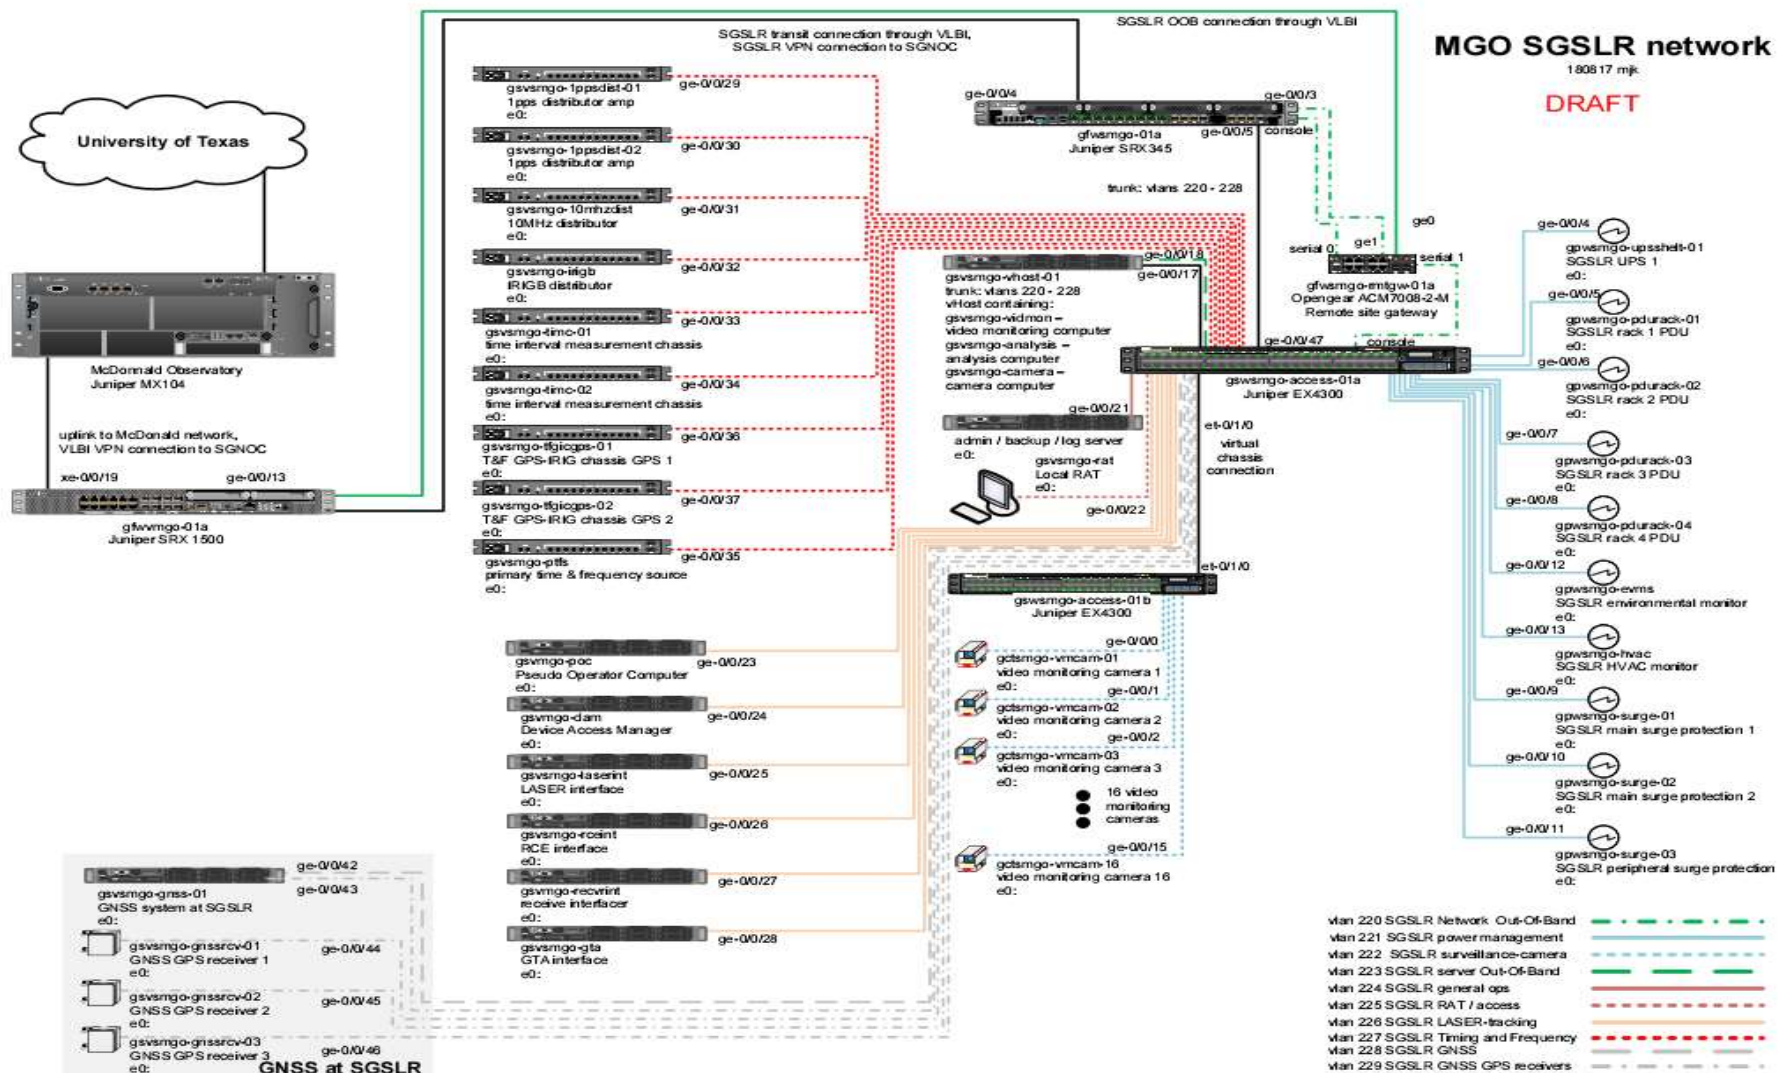 MGO SGSLR network
180817 mjk
DRAFT
SGSLR OOB connection through VLBI
SGSLR transit connection through VLBI,
SGSLR VPN connection to SGNOC
University of Texas
McDonnald Observatory
Juniper MX104
uplink to McDonald network,
VLBI VPN connection to SGNOC
xe-0/0/19
ge-0/0/13
gfwvmgo-01a
Juniper SRX 1500
ge-0/0/29
gsvsmgo-1ppsdist-01
1pps distributor amp
e0:
ge-0/0/30
gsvsmgo-1ppsdist-02
1pps distributor amp
e0:
ge-0/0/31
gsvsmgo-10mhzdist
10MHz distributor
e0:
ge-0/0/32
gsvsmgo-irigb
IRIGB distributor
e0:
ge-0/0/33
gsvsmgo-timc-01
time interval measurement chassis
e0:
ge-0/0/34
gsvsmgo-timc-02
time interval measurement chassis
e0:
ge-0/0/36
gsvsmgo-tfgicgps-01
T&F GPS-IRIG chassis GPS 1
e0:
ge-0/0/37
gsvsmgo-tfgicgps-02
T&F GPS-IRIG chassis GPS 2
e0:
ge-0/0/35
gsvsmgo-ptfs
primary time & frequency source
e0:
ge-0/0/23
gsvmgo-poc
Pseudo Operator Computer
e0:
ge-0/0/24
gsvmgo-dam
Device Access Manager
e0:
ge-0/0/25
gsvsmgo-laserint
LASER interface
e0:
ge-0/0/26
gsvsmgo-rceint
RCE interface
e0:
ge-0/0/27
gsvmgo-recvrint
receive interfacer
e0:
ge-0/0/28
gsvsmgo-gta
GTA interface
e0:
ge-0/0/42
ge-0/0/43
gsvsmgo-gnss-01
GNSS system at SGSLR
e0:
gsvsmgo-gnssrcv-01
GNSS GPS receiver 1
e0:
ge-0/0/44
gsvsmgo-gnssrcv-02
GNSS GPS receiver 2
e0:
ge-0/0/45
gsvsmgo-gnssrcv-03
GNSS GPS receiver 3
e0:
ge-0/0/46
GNSS at SGSLR
ge-0/0/4
ge-0/0/3
gfwsmgo-01a
ge-0/0/5
console
Juniper SRX345
trunk: vlans 220 - 228
ge0
ge1
serial 0
serial 1
gfwsmgo-rmtgw-01a
Opengear ACM7008-2-M
Remote site gateway
ge-0/0/18
ge-0/0/17
gsvsmgo-vhost-01
trunk: vlans 220 - 228
vHost containing:
gsvsmgo-vidmon –
video monitoring computer
gsvsmgo-analysis –
analysis computer
gsvsmgo-camera –
camera computer
ge-0/0/47
console
gswsmgo-access-01a
Juniper EX4300
ge-0/0/21
admin / backup / log server
e0:
gsvsmgo-rat
Local RAT
e0:
ge-0/0/22
et-0/1/0
virtual
chassis
connection
et-0/1/0
gswsmgo-access-01b
Juniper EX4300
ge-0/0/0
gctsmgo-vmcam-01
video monitoring camera 1
e0:
ge-0/0/1
gctsmgo-vmcam-02
video monitoring camera 2
e0:
ge-0/0/2
gctsmgo-vmcam-03
video monitoring camera 3
e0:
16 video
monitoring
cameras
ge-0/0/15
gctsmgo-vmcam-16
video monitoring camera 16
e0:
ge-0/0/4
gpwsmgo-upsshelt-01
SGSLR UPS 1
e0:
ge-0/0/5
gpwsmgo-pdurack-01
SGSLR rack 1 PDU
e0:
ge-0/0/6
gpwsmgo-pdurack-02
SGSLR rack 2 PDU
e0:
ge-0/0/7
gpwsmgo-pdurack-03
SGSLR rack 3 PDU
e0:
ge-0/0/8
gpwsmgo-pdurack-04
SGSLR rack 4 PDU
e0:
ge-0/0/12
gpwsmgo-evms
SGSLR environmental monitor
e0:
ge-0/0/13
gpwsmgo-hvac
SGSLR HVAC monitor
e0:
ge-0/0/9
gpwsmgo-surge-01
SGSLR main surge protection 1
e0:
ge-0/0/10
gpwsmgo-surge-02
SGSLR main surge protection 2
e0:
ge-0/0/11
gpwsmgo-surge-03
SGSLR peripheral surge protection
e0:
vlan 220 SGSLR Network Out-Of-Band
vlan 221 SGSLR power management
vlan 222 SGSLR surveillance-camera
vlan 223 SGSLR server Out-Of-Band
vlan 224 SGSLR general ops
vlan 225 SGSLR RAT / access
vlan 226 SGSLR LASER-tracking
vlan 227 SGSLR Timing and Frequency
vlan 228 SGSLR GNSS
vlan 229 SGSLR GNSS GPS receivers